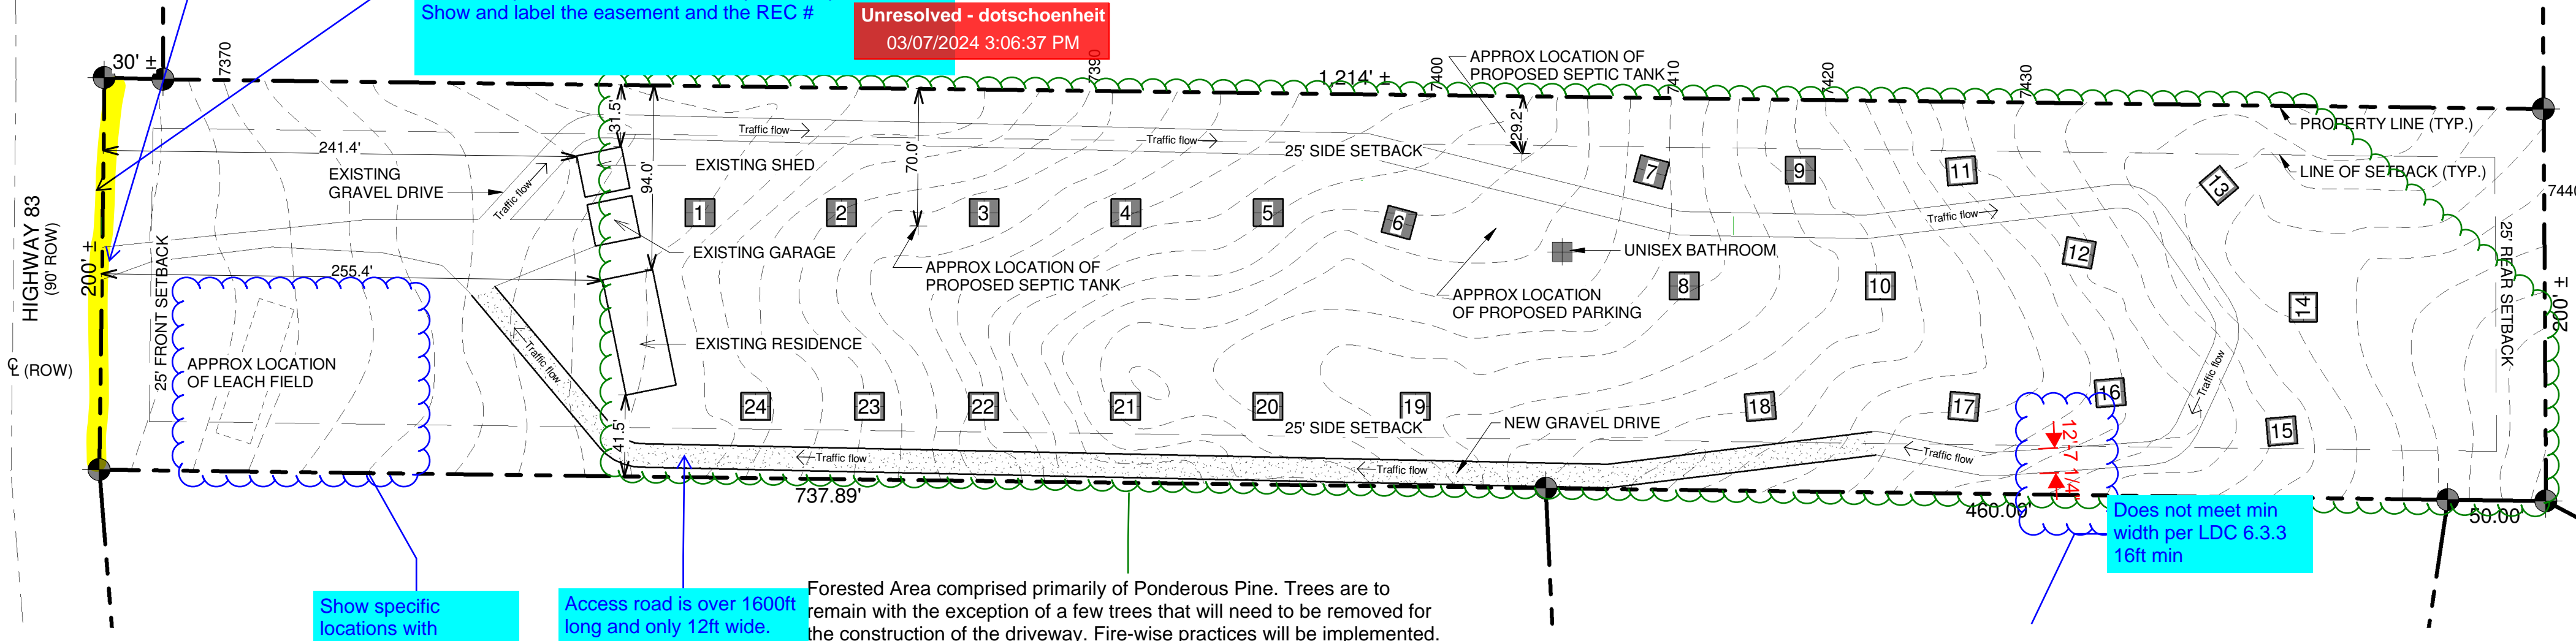 Show and label the easement and the REC #
Unresolved - dotschoenheit
03/07/2024 3:06:37 PM
30' ±
7370
7390
1,214' ±
7400
APPROX LOCATION OF
PROPOSED SEPTIC TANK
7410
7420
7430
PROPERTY LINE (TYP.)
LINE OF SETBACK (TYP.)
7440
31.5'
Traffic flow
Traffic flow
29.2'
25' SIDE SETBACK
241.4'
EXISTING
GRAVEL DRIVE
Traffic flow
EXISTING SHED
94.0'
70.0'
7
9
11
13
1
2
3
4
5
6
Traffic flow
HIGHWAY 83
(90' ROW)
200' ±
25' FRONT SETBACK
255.4'
EXISTING GARAGE
APPROX LOCATION OF
PROPOSED SEPTIC TANK
UNISEX BATHROOM
APPROX LOCATION
OF PROPOSED PARKING
8
10
12
14
25' REAR SETBACK
200' ±
℄ (ROW)
APPROX LOCATION
OF LEACH FIELD
Traffic flow
EXISTING RESIDENCE
Traffic flow
24
23
22
21
20
19
18
17
16
15
41.5'
25' SIDE SETBACK
NEW GRAVEL DRIVE
Traffic flow
Traffic flow
Traffic flow
12'-7 1/4"
737.89'
460.00'
50.00'
Does not meet min
width per LDC 6.3.3
16ft min
Show specific
locations with
Access road is over 1600ft
long and only 12ft wide.
Forested Area comprised primarily of Ponderous Pine. Trees are to
remain with the exception of a few trees that will need to be removed for
the construction of the driveway. Fire-wise practices will be implemented.